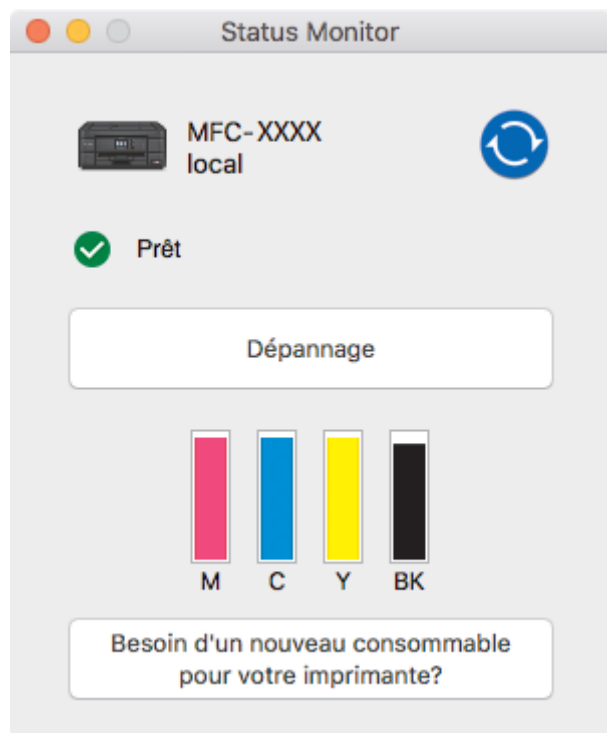 Status Monitor
MFC-XXXX
local
Prêt
Dépannage
M C Y BK
Besoin d'un nouveau consommable
pour votre imprimante?